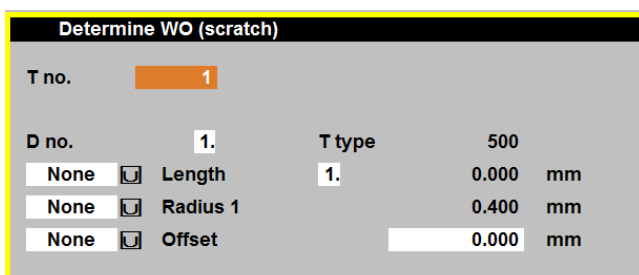 Determine WO (scratch)
T no. 1
D no. 1. T type 500
None Length 1. 0.000 mm
None Radius 1 0.400 mm
None Offset 0.000 mm